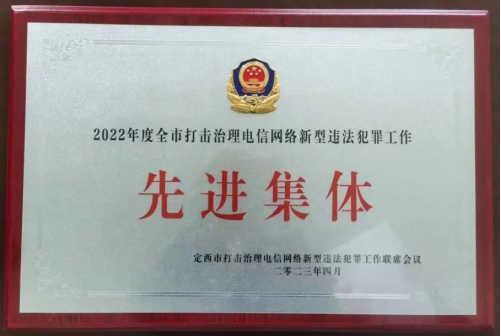 2022年度全市打击治理电信网络新型违法犯罪工作
先进集体
定西市打击治理电信网络新型违法犯罪工作联席会议
二零二三年四月